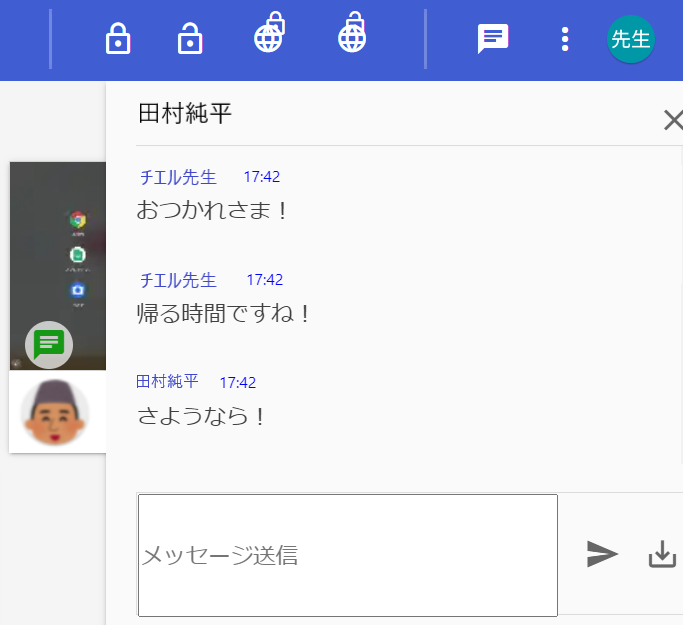 先生
田村純平
チエル先生 17:42
おつかれさま！
チエル先生 17:42
帰る時間ですね！
田村純平 17:42
さようなら！
メッセージ送信